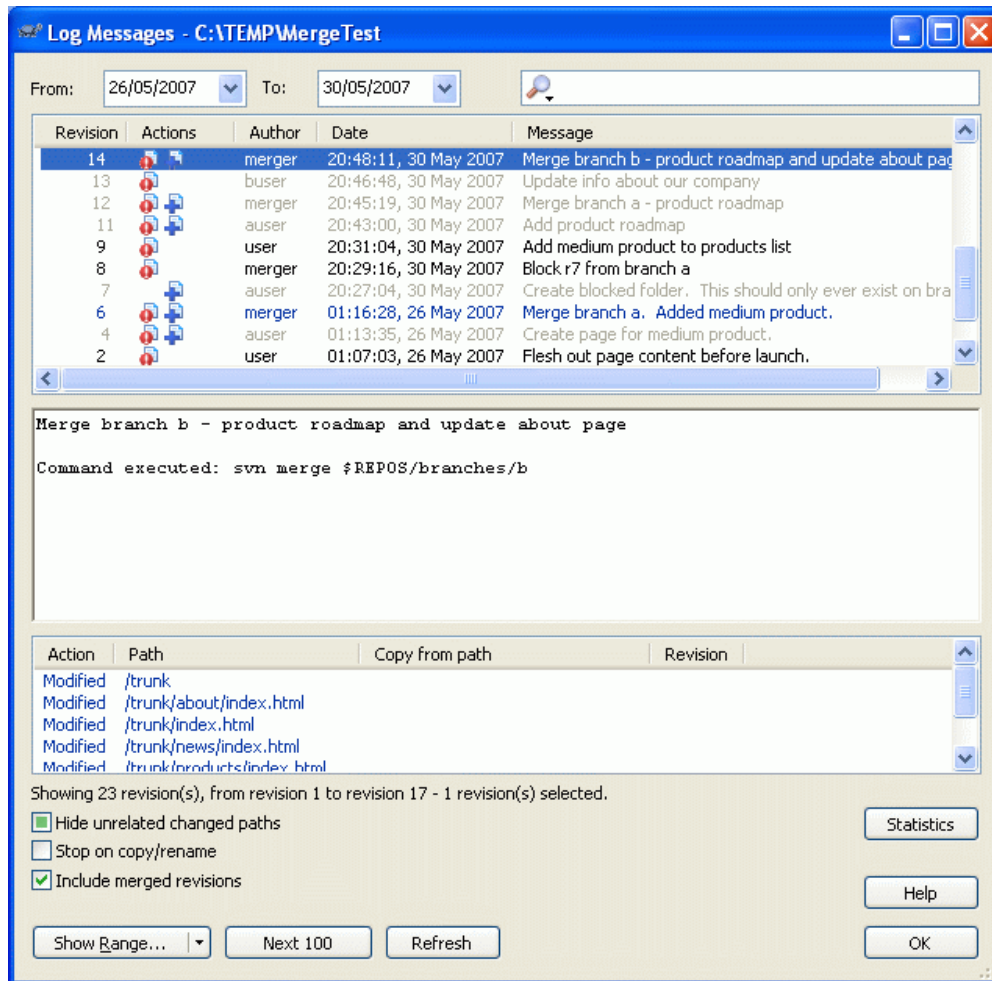 Log Messages - C:\TEMP\MergeTest
From: 26/05/2007 To: 30/05/2007
Revision Actions Author Date Message
14 merger 20:48:11, 30 May 2007 Merge branch b - product roadmap and update about pag
13 buser 20:46:48, 30 May 2007 Update info about our company
12 merger 20:45:19, 30 May 2007 Merge branch a - product roadmap
11 auser 20:43:00, 30 May 2007 Add product roadmap
9 user 20:31:04, 30 May 2007 Add medium product to products list
8 merger 20:29:16, 30 May 2007 Block r7 from branch a
7 auser 20:27:04, 30 May 2007 Create blocked folder.  This should only ever exist on bra
6 merger 01:16:28, 26 May 2007 Merge branch a.  Added medium product.
4 auser 01:13:35, 26 May 2007 Create page for medium product.
2 user 01:07:03, 26 May 2007 Flesh out page content before launch.
Merge branch b - product roadmap and update about page
Command executed: svn merge $REPOS/branches/b
Action Path Copy from path Revision
Modified /trunk
Modified /trunk/about/index.html
Modified /trunk/index.html
Modified /trunk/news/index.html
Modified /trunk/products/index.html
Showing 23 revision(s), from revision 1 to revision 17 - 1 revision(s) selected.
Hide unrelated changed paths
Statistics
Stop on copy/rename
Include merged revisions
Help
Show Range... Next 100 Refresh OK